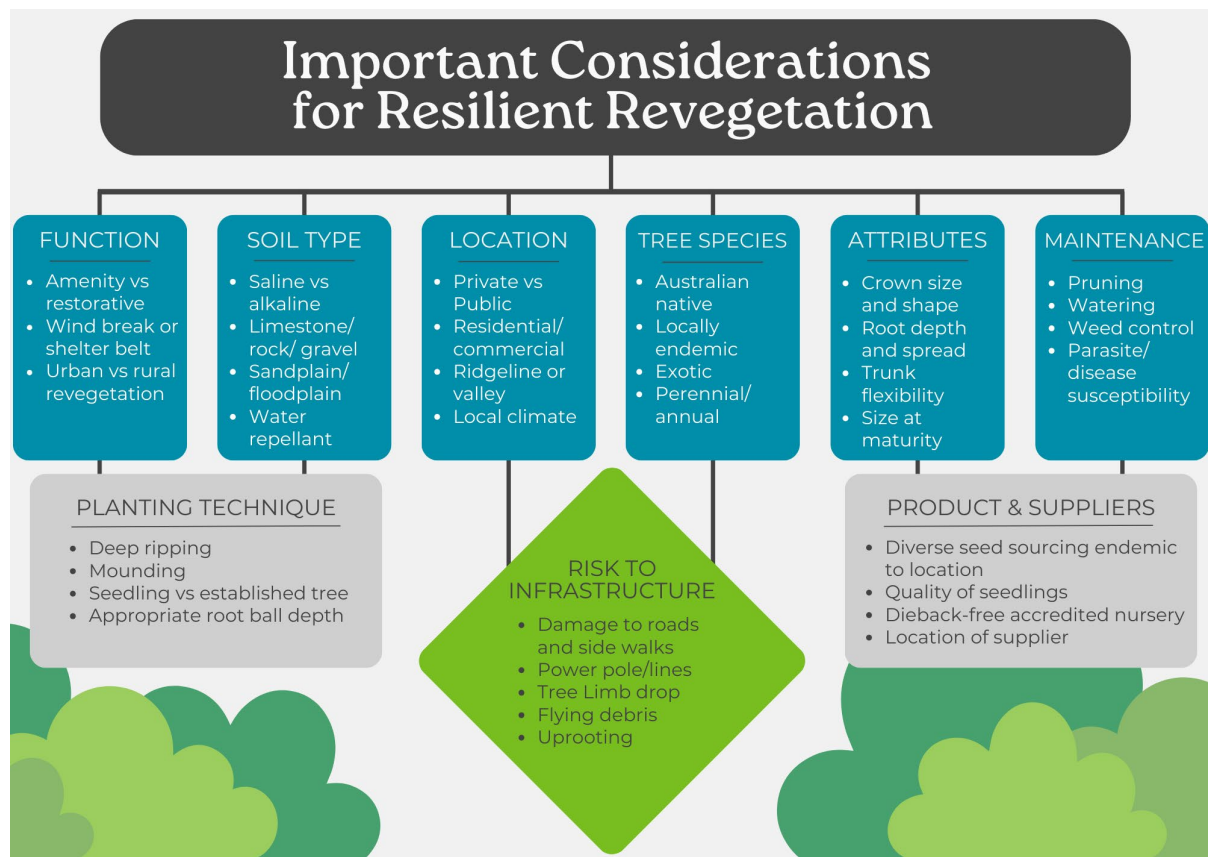 Important Considerations
for Resilient Revegetation
FUNCTION
• Amenity vs
restorative
• Wind break or
shelter belt
• Urban vs rural
revegetation
SOIL TYPE
• Saline vs
alkaline
• Limestone/
rock/ gravel
• Sandplain/
floodplain
• Water
repellant
LOCATION
• Private vs
Public
• Residential/
commercial
• Ridgeline or
valley
• Local climate
TREE SPECIES
• Australian
native
• Locally
endemic
• Exotic
• Perennial/
annual
ATTRIBUTES
• Crown size
and shape
• Root depth
and spread
• Trunk
flexibility
• Size at
maturity
MAINTENANCE
• Pruning
• Watering
• Weed control
• Parasite/
disease
susceptibility
PLANTING TECHNIQUE
• Deep ripping
• Mounding
• Seedling vs established tree
• Appropriate root ball depth
RISK TO
INFRASTRUCTURE
• Damage to roads
and side walks
• Power pole/lines
• Tree Limb drop
• Flying debris
• Uprooting
PRODUCT & SUPPLIERS
• Diverse seed sourcing endemic
to location
• Quality of seedlings
• Dieback-free accredited nursery
• Location of supplier